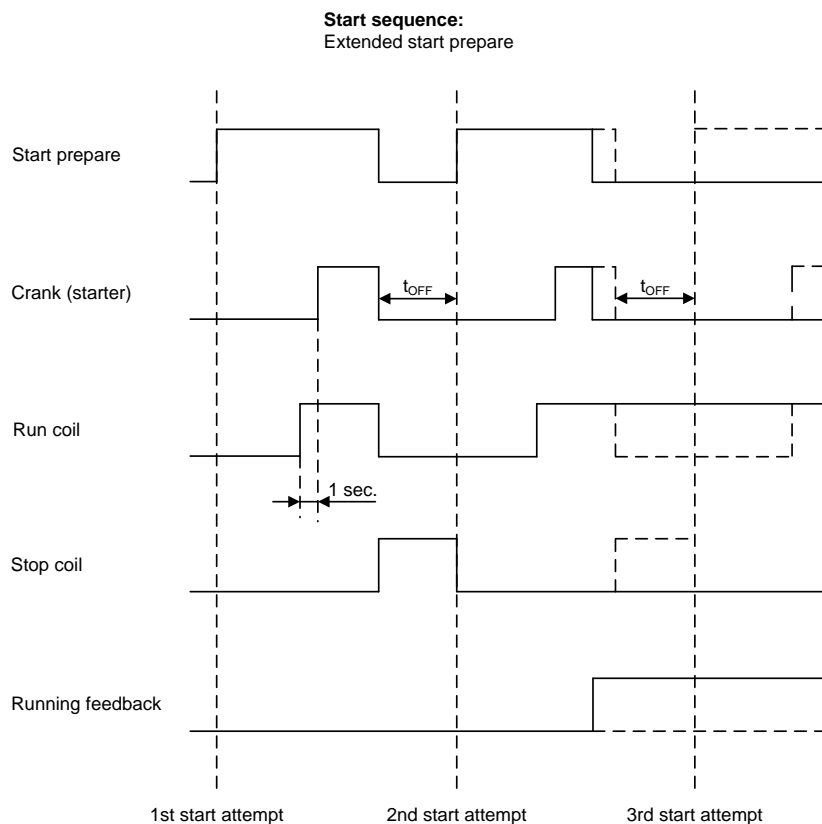 Start sequence:
Extended start prepare
Start prepare
Crank (starter)
tOFF
tOFF
Run coil
1 sec.
Stop coil
Running feedback
1st start attempt
2nd start attempt
3rd start attempt